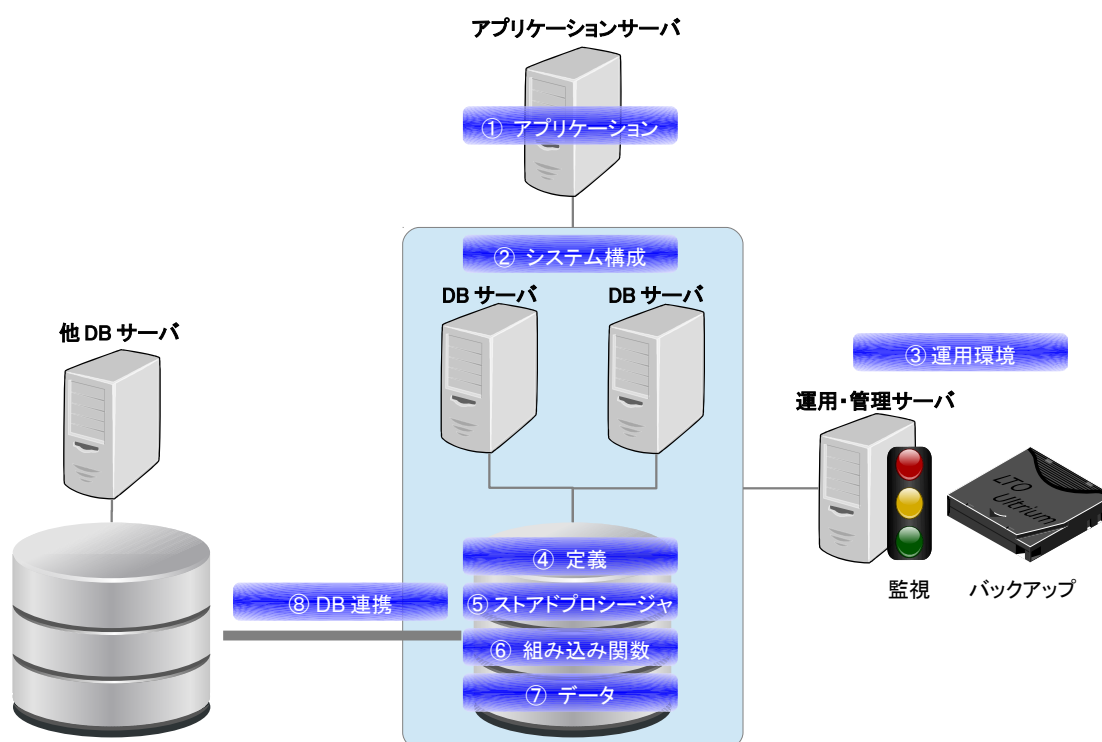 アプリケーションサーバ
① アプリケーション
② システム構成
DB サーバ
DB サーバ
他 DB サーバ
③ 運用環境
運用・管理サーバ
LTO
Ultrium
監視
バックアップ
④ 定義
⑧ DB 連携
⑤ ストアドプロシージャ
⑥ 組み込み関数
⑦ データ